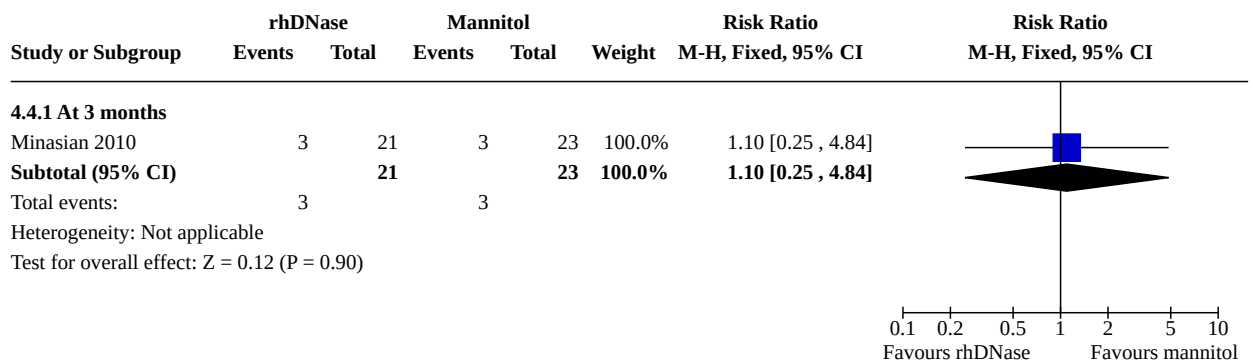 rhDNase Mannitol Risk Ratio Risk Ratio
Study or Subgroup Events Total Events Total Weight M-H, Fixed, 95% CI M-H, Fixed, 95% CI
4.4.1 At 3 months
Minasian 2010 3 21 3 23 100.0% 1.10 [0.25 , 4.84]
Subtotal (95% CI) 21 23 100.0% 1.10 [0.25 , 4.84]
Total events: 3 3
Heterogeneity: Not applicable
Test for overall effect: Z = 0.12 (P = 0.90)
0.1 0.2 0.5 1 2 5 10
Favours rhDNase Favours mannitol